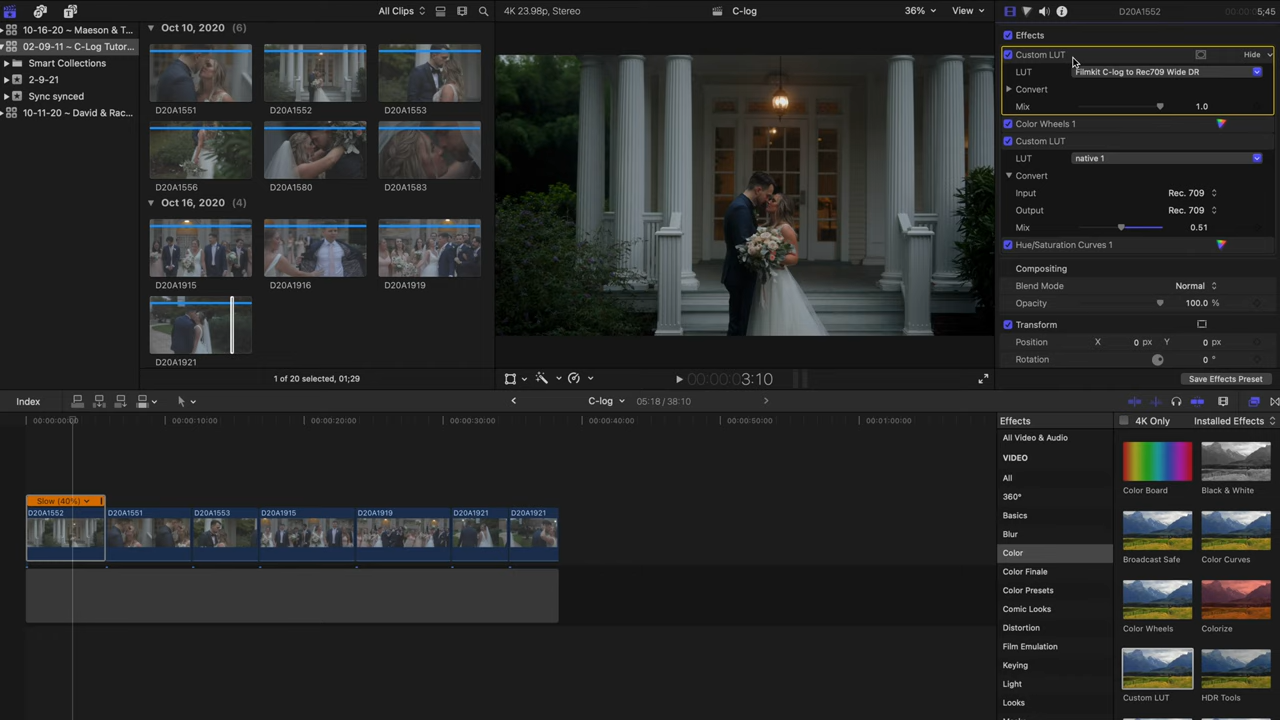 All Clips
4K 23.98p, Stereo
C-log
36%
View
D20A1552
5;45
10-16-20 ~ Maeson & T...
02-09-11 ~ C-Log Tutor...
Smart Collections
2-9-21
Sync synced
10-11-20 ~ David & Rac...
Oct 10, 2020 (6)
D20A1551
D20A1552
D20A1553
D20A1556
D20A1580
D20A1583
Oct 16, 2020 (4)
D20A1915
D20A1916
D20A1919
D20A1921
1 of 20 selected, 01;29
00:00:00:03:10
Effects
Custom LUT
Hide
LUT
Filmkit C-log to Rec709 Wide DR
Convert
Mix
1.0
Color Wheels 1
Custom LUT
LUT
native 1
Convert
Input
Rec. 709
Output
Rec. 709
Mix
0.51
Hue/Saturation Curves 1
Compositing
Blend Mode
Normal
Opacity
100.0 %
Transform
Position
X
0 px
Y
0 px
Rotation
0 °
Save Effects Preset
Index
C-log
05:18 / 38:10
00:00:00:00
00:00:10:00
00:00:20:00
00:00:30:00
00:00:40:00
00:00:50:00
00:01:00:00
Slow (40%)
D20A1552
D20A1551
D20A1553
D20A1915
D20A1919
D20A1921
D20A1921
Effects
4K Only
Installed Effects
All Video & Audio
VIDEO
All
360°
Basics
Blur
Color
Color Finale
Color Presets
Comic Looks
Distortion
Film Emulation
Keying
Light
Looks
Color Board
Black & White
Broadcast Safe
Color Curves
Color Wheels
Colorize
Custom LUT
HDR Tools